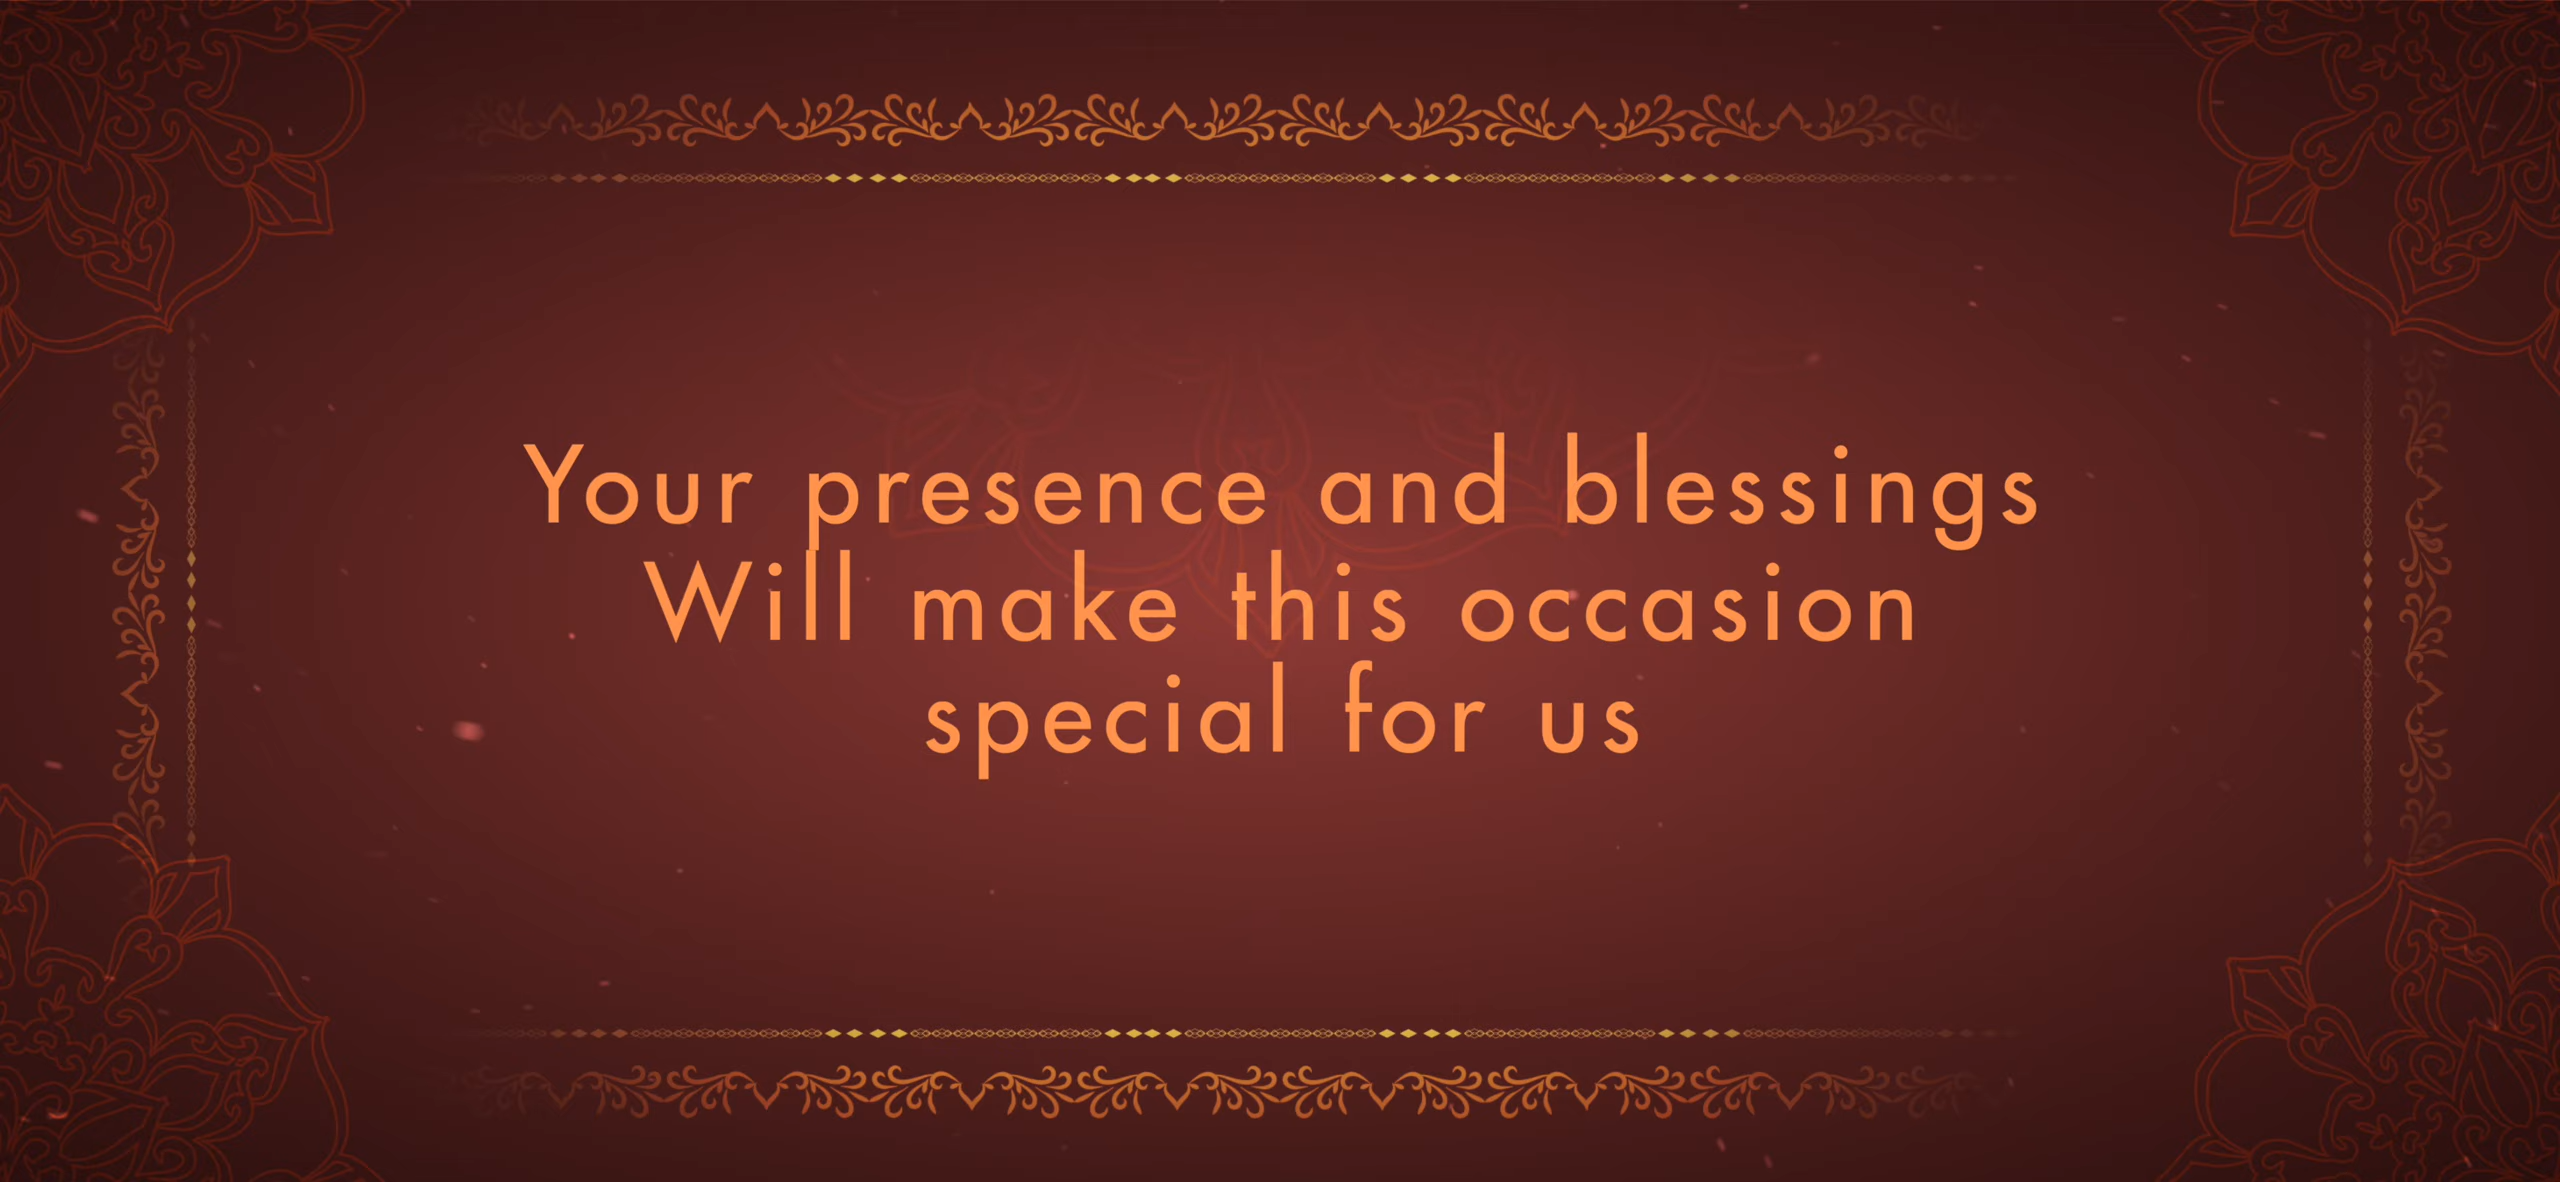 Your presence and blessings
Will make this occasion
special for us